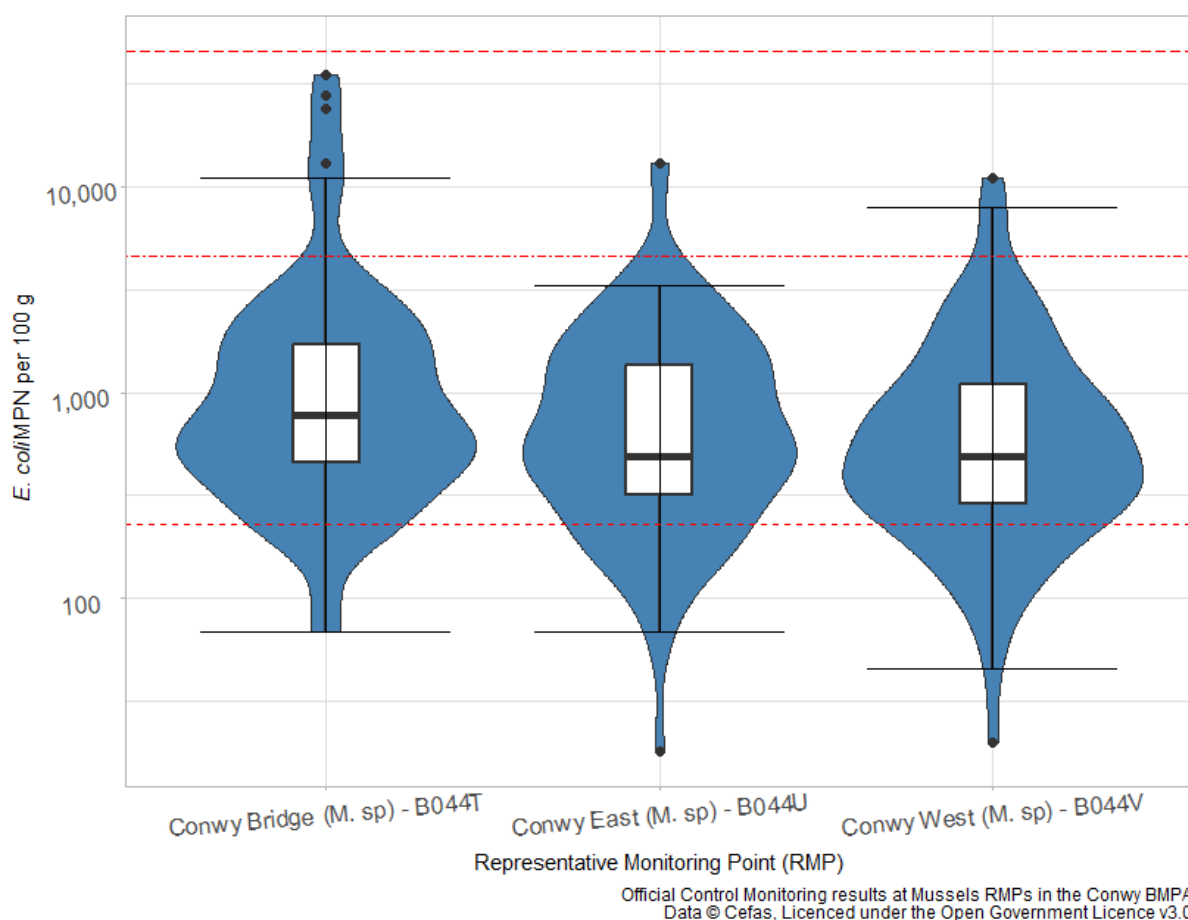 10,000
1,000
100
E. coliMPN per 100 g
Conwy Bridge (M. sp) - B044T
Conwy East (M. sp) - B044U
Conwy West (M. sp) - B044V
Representative Monitoring Point (RMP)
Official Control Monitoring results at Mussels RMPs in the Conwy BMPA
Data © Cefas, Licenced under the Open Government Licence v3.0